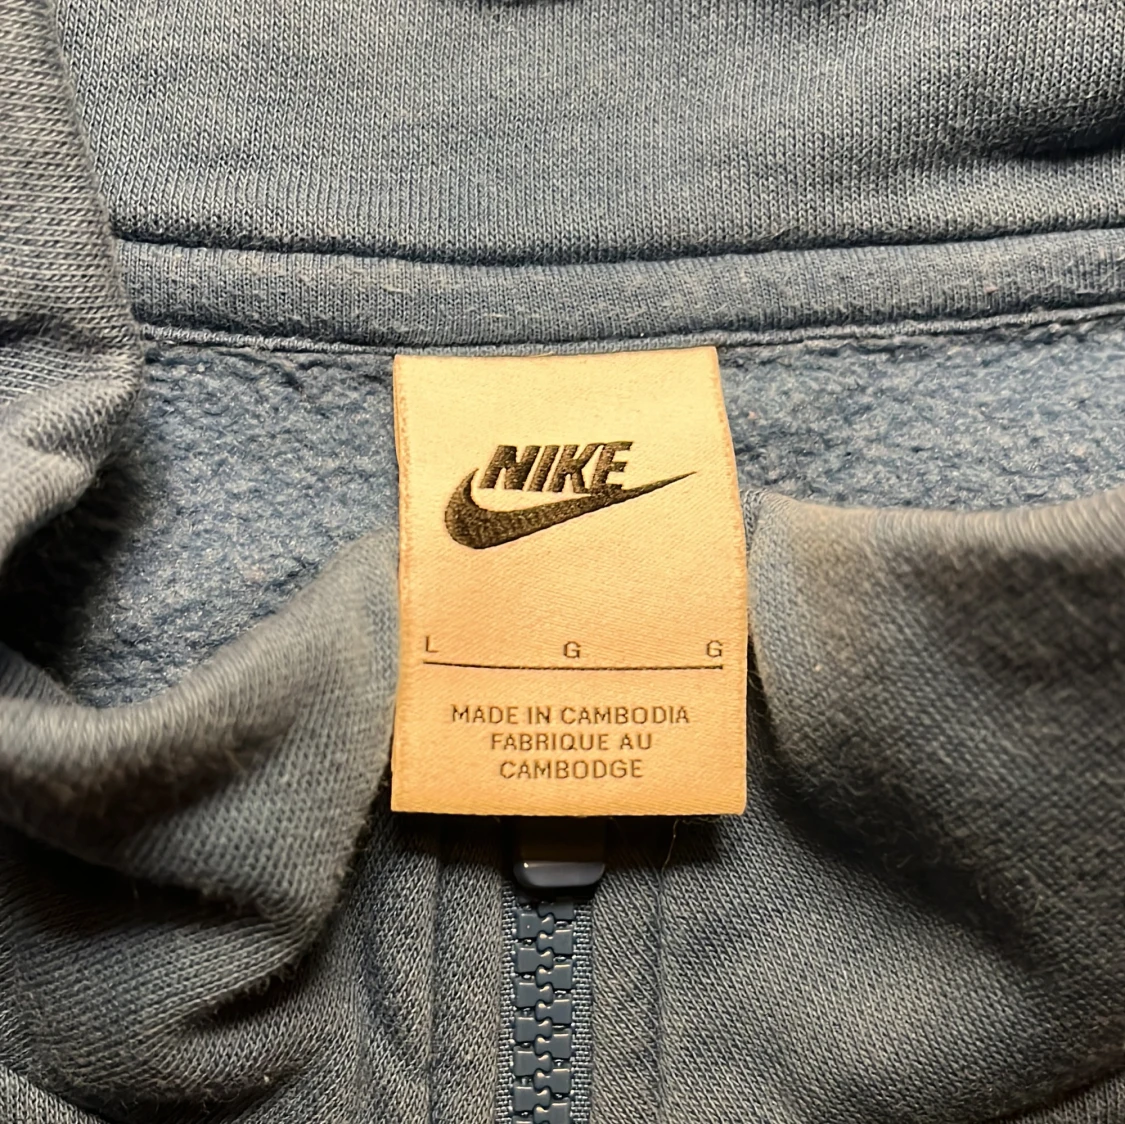 NIKE
L G G
MADE IN CAMBODIA
FABRIQUE AU
CAMBODGE